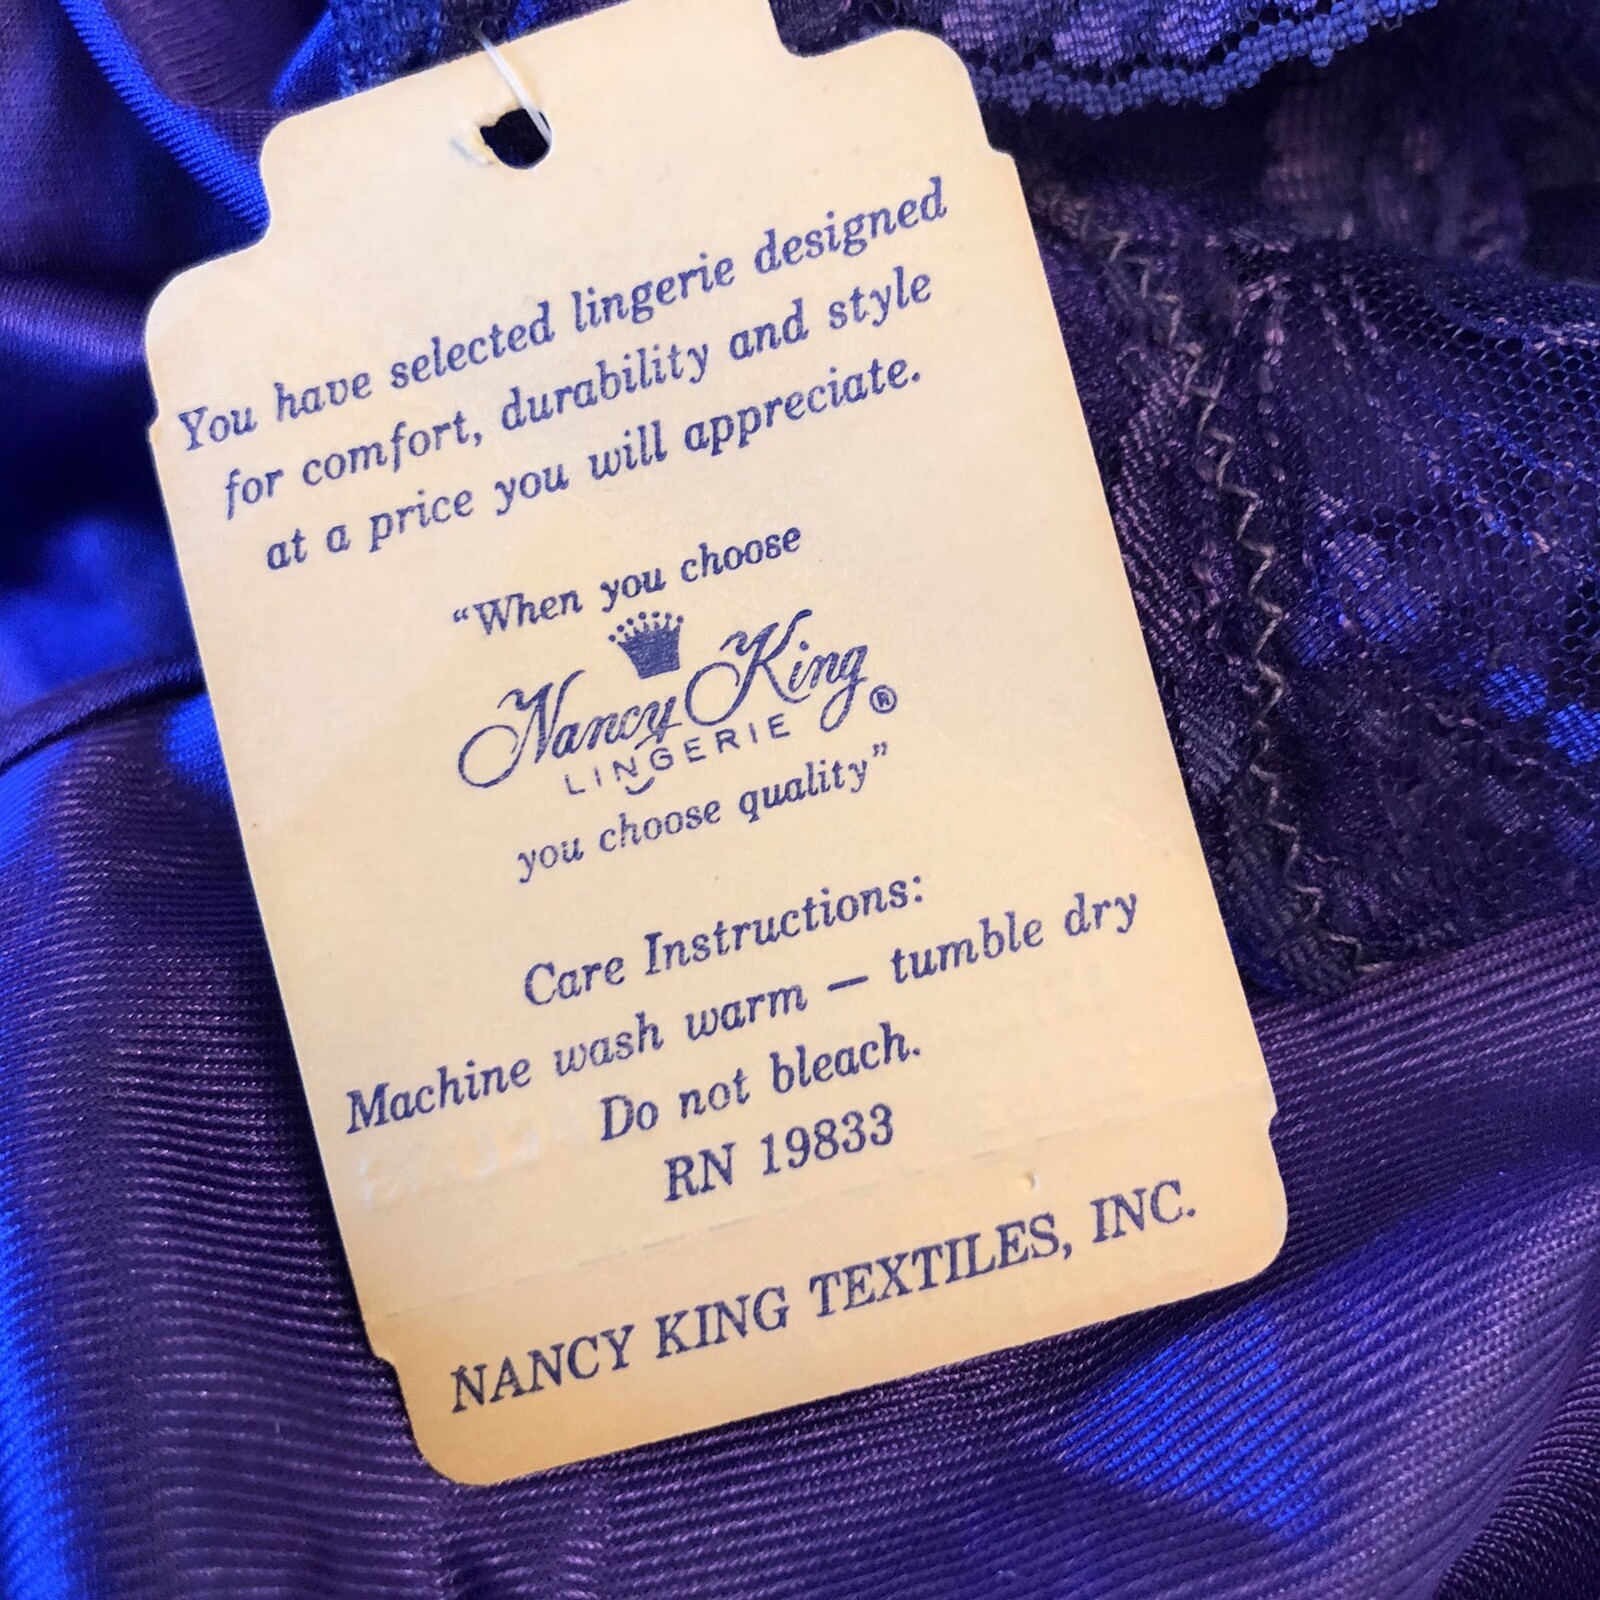 You have selected lingerie designed
for comfort, durability and style
at a price you will appreciate.
“When you choose
Nancy King
LINGERIE ®
you choose quality”
Care Instructions:
Machine wash warm — tumble dry
Do not bleach.
RN 19833
NANCY KING TEXTILES, INC.